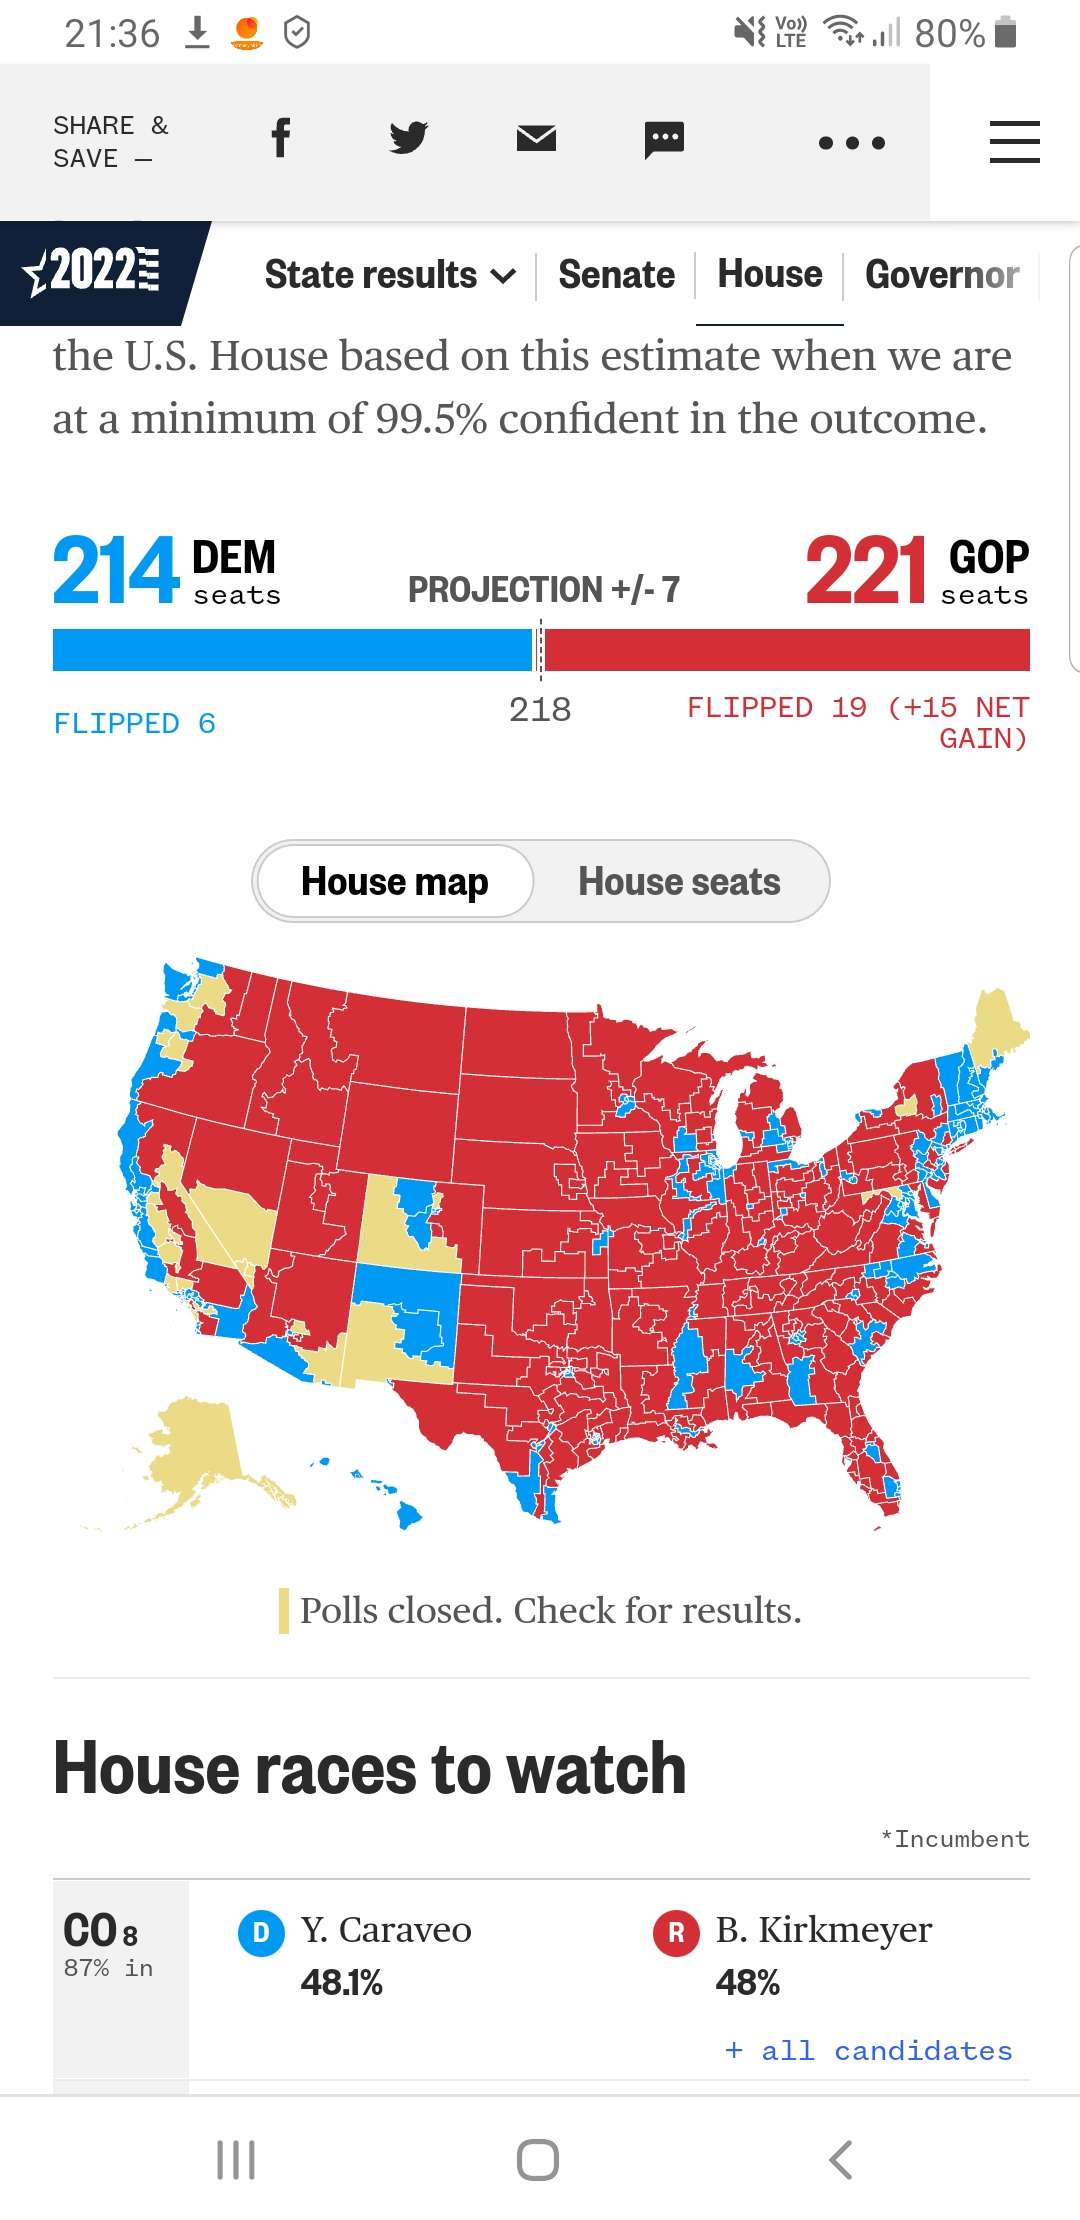 21:36
Vo))
LTE
80%
SHARE &
SAVE —
2022
State results
Senate
House
Governor
the U.S. House based on this estimate when we are
at a minimum of 99.5% confident in the outcome.
214 DEM seats
PROJECTION +/- 7
221 GOP seats
FLIPPED 6
218
FLIPPED 19 (+15 NET
GAIN)
House map
House seats
Polls closed. Check for results.
House races to watch
*Incumbent
CO 8
87% in
D Y. Caraveo
48.1%
R B. Kirkmeyer
48%
+ all candidates